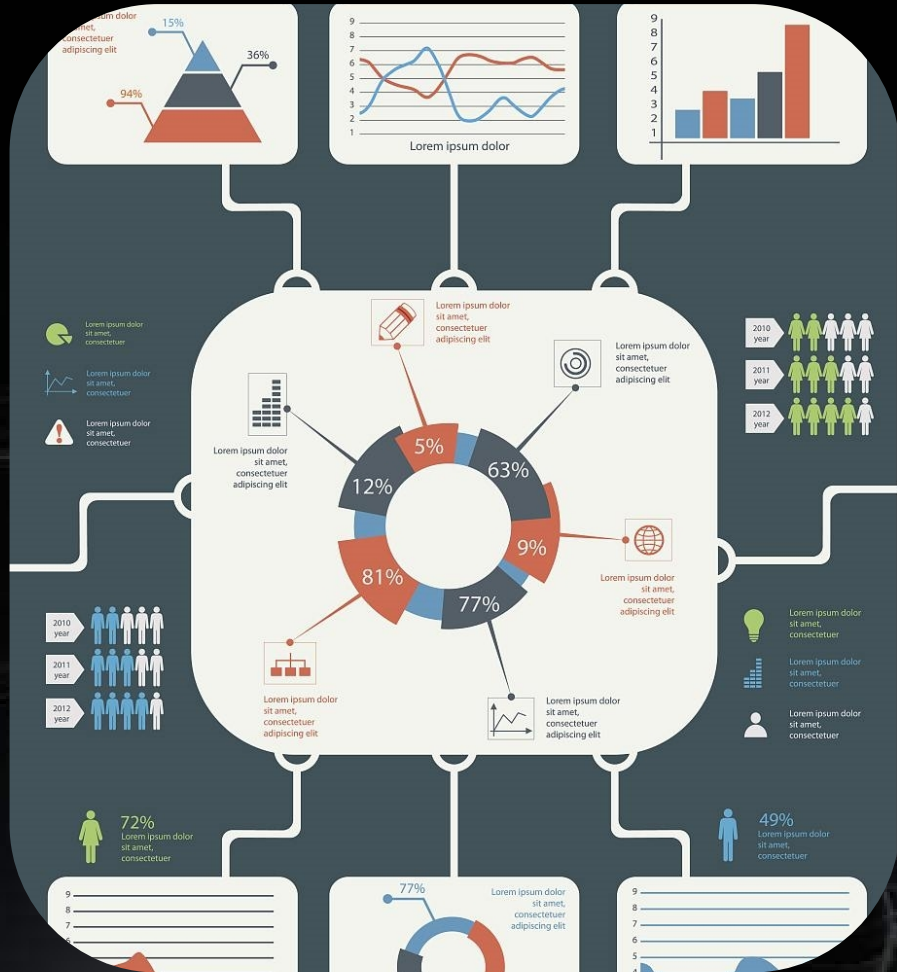 sum dolor
consectetuer
adipiscing elit
15%
36%
94%
9
8
7
6
5
4
3
2
1
Lorem ipsum dolor
9
8
7
6
5
4
3
2
1
Lorem ipsum dolor
sit amet,
consectetuer
Lorem ipsum dolor
sit amet,
consectetuer
Lorem ipsum dolor
sit amet,
consectetuer
Lorem ipsum dolor
sit amet,
consectetuer
adipiscing elit
Lorem ipsum dolor
sit amet,
consectetuer
adipiscing elit
Lorem ipsum dolor
sit amet,
consectetuer
adipiscing elit
5%
63%
12%
9%
81%
77%
Lorem ipsum dolor
sit amet,
consectetuer
adipiscing elit
Lorem ipsum dolor
sit amet,
consectetuer
adipiscing elit
Lorem ipsum dolor
sit amet,
consectetuer
adipiscing elit
2010
year
2011
year
2012
year
2010
year
2011
year
2012
year
Lorem ipsum dolor
sit amet,
consectetuer
Lorem ipsum dolor
sit amet,
consectetuer
Lorem ipsum dolor
sit amet,
consectetuer
72%
Lorem ipsum dolor
sit amet,
consectetuer
49%
Lorem ipsum dolor
sit amet,
consectetuer
9
8
7
6
77%
Lorem ipsum dolor
sit amet,
consectetuer
adipiscing elit
9
8
7
6
5
4